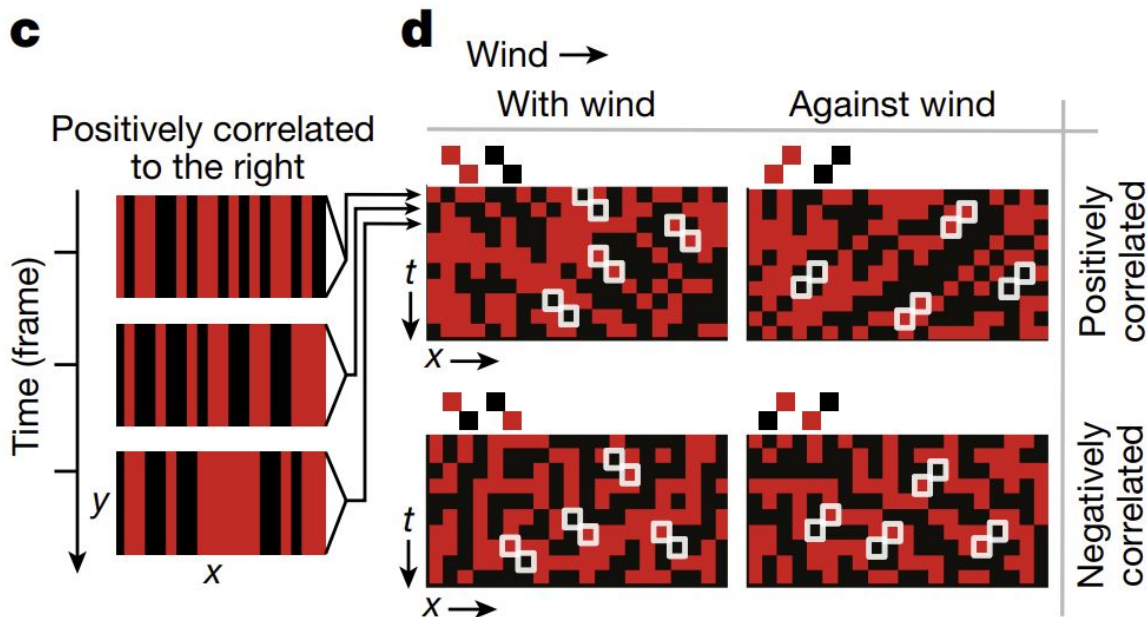 c
Positively correlated
to the right
Time (frame)
y
x
d
Wind
With wind
Against wind
t
x
Positively
correlated
t
x
Negatively
correlated